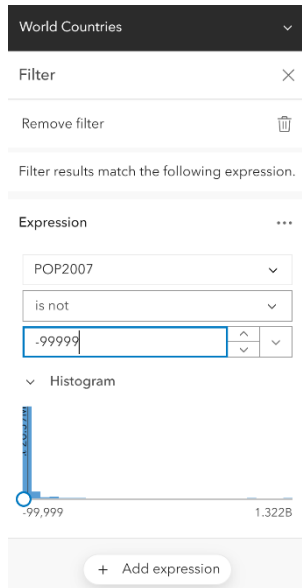 World Countries
Filter
Remove filter
Filter results match the following expression.
Expression
POP2007
is not
-99999
Histogram
-99,999
1.322B
+ Add expression